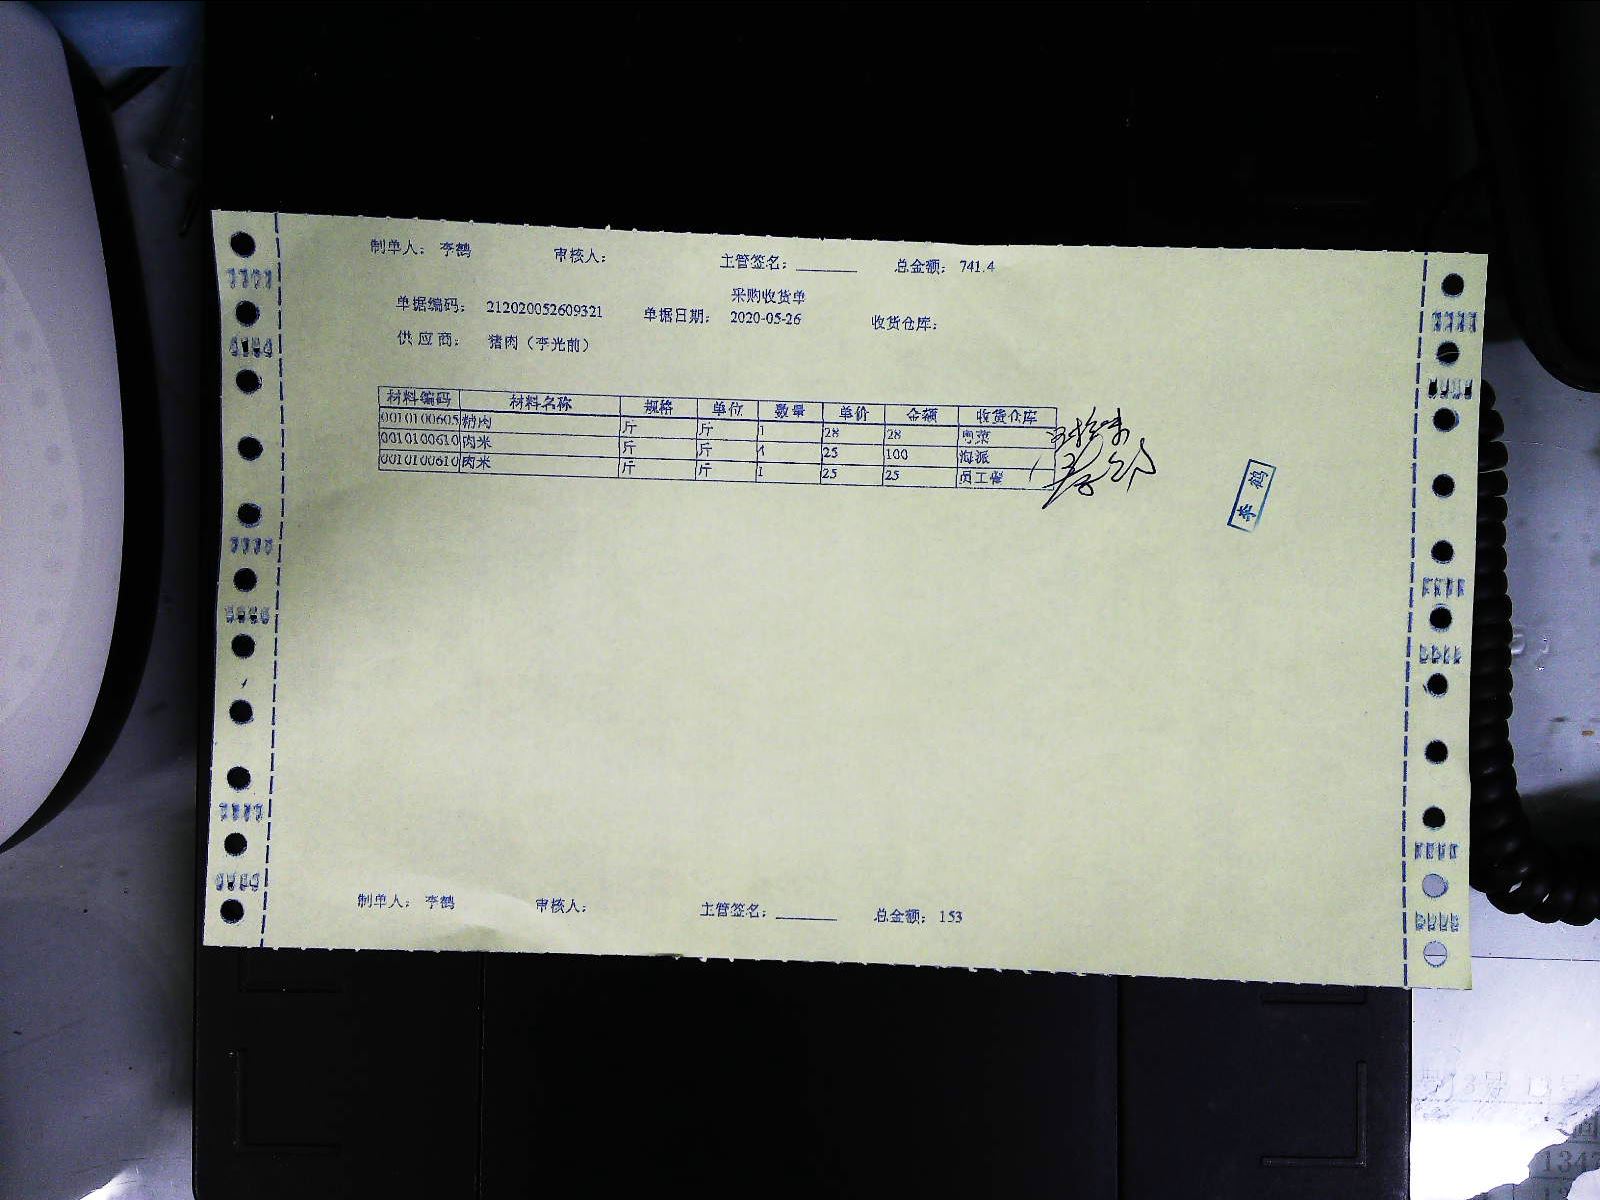 制单人： 李鹤 审核人： 主管签名：______ 总金额： 741.4
采购收货单
单据编码： 212020052609321 单据日期： 2020-05-26 收货仓库：
供应商： 猪肉（李光前）
材料编码 材料名称 规格 单位 数量 单价 金额 收货仓库
0010100605 精肉 斤 斤 1 28 28 粤菜
0010100610 肉米 斤 斤 4 25 100 海派
0010100610 肉米 斤 斤 1 25 25 员工餐
李鹤
制单人： 李鹤 审核人： 主管签名：______ 总金额： 153
1347